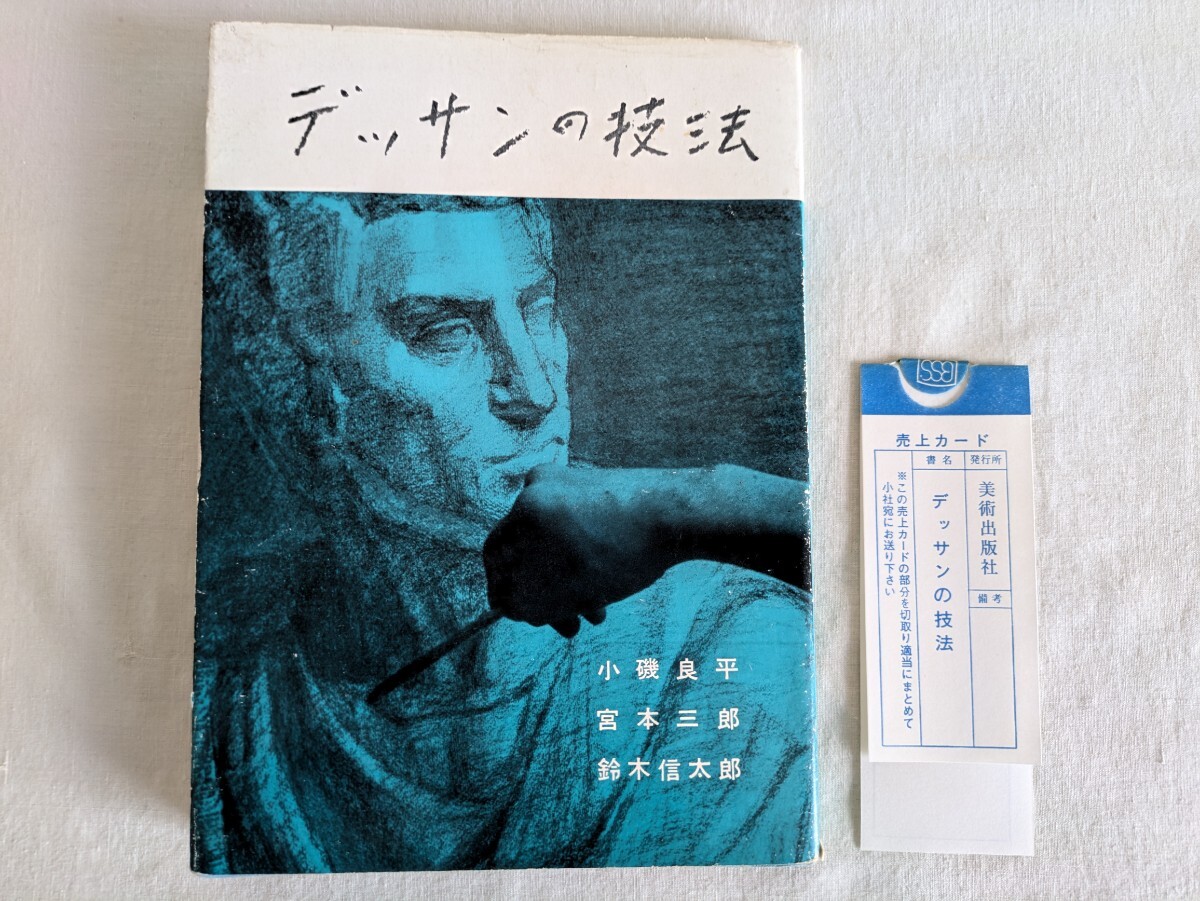 デッサンの技法
小磯良平
宮本三郎
鈴木信太郎
BSS
売上カード
発行所
美術出版社
備考
書名
デッサンの技法
※この売上カードの部分を切取り適当にまとめて
小社宛にお送り下さい